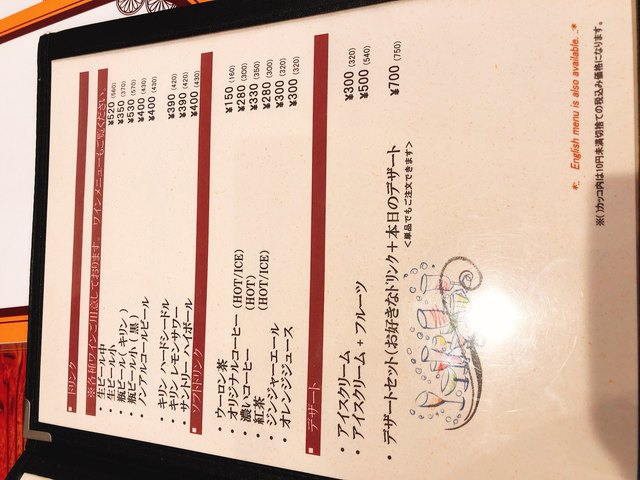 ■ ドリンク
※各種ワインご用意しております ワインメニューもご覧ください。
・生ビール中 ¥520 (560)
・生ビール小 ¥350 (370)
・瓶ビール(キリン) ¥530 (570)
・瓶ビール小(黒) ¥400 (430)
・ノンアルコールビール ¥400 (430)
・キリン ハードシードル ¥390 (420)
・キリン レモンサワー ¥390 (420)
・サントリー ハイボール ¥400 (430)
■ ソフトドリンク
・ウーロン茶 ¥150 (160)
・オリジナルコーヒー (HOT/ICE) ¥280 (300)
・濃いコーヒー (HOT) ¥330 (350)
・紅茶 (HOT/ICE) ¥280 (300)
・ジンジャーエール ¥300 (320)
・オレンジジュース ¥300 (320)
■ デザート
・アイスクリーム ¥300 (320)
・アイスクリーム + フルーツ ¥500 (540)
・デザートセット(お好きなドリンク + 本日のデザート ¥700 (750)
<単品でもご注文できます>
*. English menu is also available. .*
※( )カッコ内は10円未満切捨ての税込み価格になります。